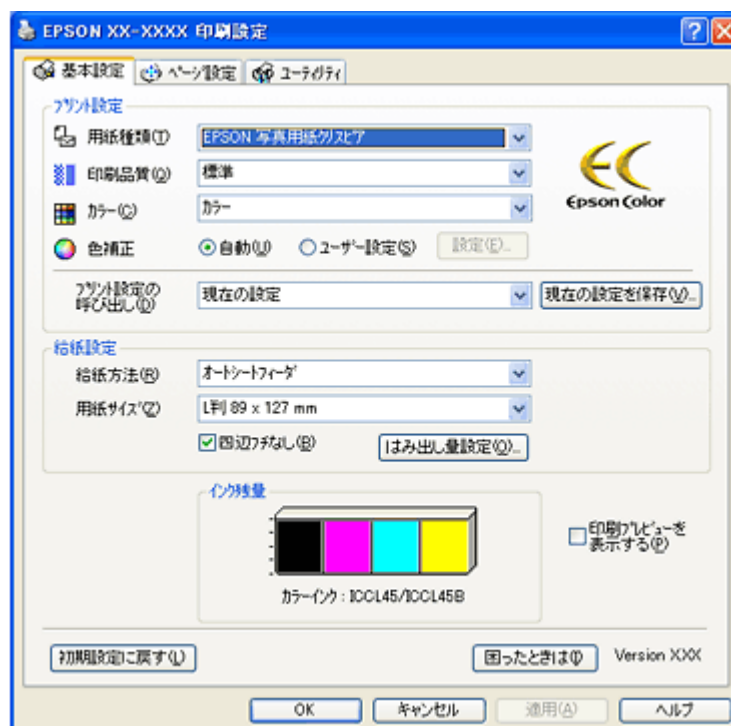 EPSON XX-XXXX 印刷設定
基本設定 ページ設定 ユーティリティ
プリント設定
用紙種類(T) EPSON 写真用紙クリスピア
印刷品質(Q) 標準
カラー(C) カラー
色補正 自動(U) ユーザー設定(S) 設定(E)...
Epson Color
プリント設定の
呼び出し(D) 現在の設定 現在の設定を保存(V)...
給紙設定
給紙方法(R) オートシートフィーダ
用紙サイズ(Z) L判 89 x 127 mm
四辺フチなし(B) はみ出し量設定(O)...
インク残量
カラーインク : ICCL45/ICCL45B
印刷プレビューを
表示する(P)
初期設定に戻す(L) 困ったときは(I) Version X.XX
OK キャンセル 適用(A) ヘルプ